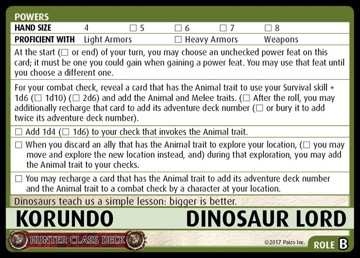 POWERS
HAND SIZE 4 ☐ 5 ☐ 6 ☐ 7 ☐ 8
PROFICIENT WITH Light Armors ☐ Heavy Armors Weapons
At the start (☐ or end) of your turn, you may choose an unchecked power feat on this
card; it must be one you could gain when gaining a power feat. You may use that feat until
you choose a different one.
For your combat check, reveal a card that has the Animal trait to use your Survival skill +
1d6 (☐ 1d10) (☐ 2d6) and add the Animal and Melee traits. (☐ After the roll, you may
additionally recharge that card to add its adventure deck number) (☐ or bury it to add
twice its adventure deck number).
☐ Add 1d4 (☐ 1d6) to your check that invokes the Animal trait.
☐ When you discard an ally that has the Animal trait to explore your location, (☐ you may
move and explore the new location instead, and) during that exploration, you may add
the Animal trait to your checks.
☐ You may recharge a card that has the Animal trait to add its adventure deck number
and the Animal trait to a combat check by a character at your location.
Dinosaurs teach us a simple lesson: bigger is better.
KORUNDO DINOSAUR LORD
HUNTER CLASS DECK ©2017 Paizo Inc. ROLE B